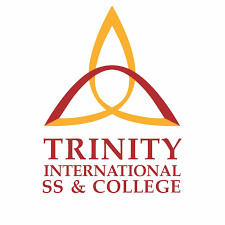 TRINITY
INTERNATIONAL
SS & COLLEGE